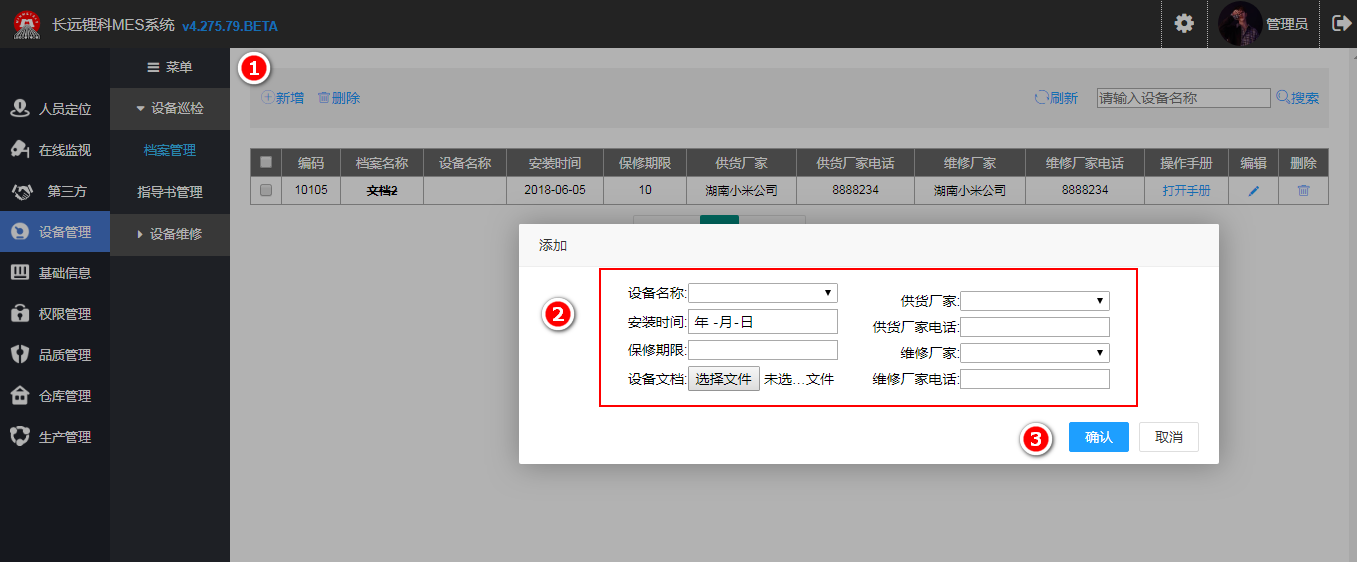 长远锂科MES系统 v4.275.79.BETA
管理员
菜单
1
人员定位
设备巡检
新增 删除
刷新 请输入设备名称 搜索
在线监视
档案管理
编码 档案名称 设备名称 安装时间 保修期限 供货厂家 供货厂家电话 维修厂家 维修厂家电话 操作手册 编辑 删除
第三方
指导书管理
10105 文档2 2018-06-05 10 湖南小米公司 8888234 湖南小米公司 8888234 打开手册
设备管理
设备维修
基础信息
权限管理
品质管理
仓库管理
生产管理
添加
2
设备名称:
供货厂家:
安装时间: 年 -月-日
供货厂家电话:
保修期限:
维修厂家:
设备文档: 选择文件 未选...文件
维修厂家电话:
3
确认 取消